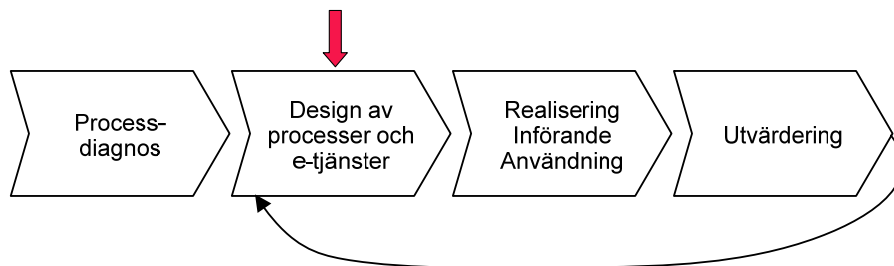 Process-
diagnos
Design av
processer och
e-tjänster
Realisering
Införande
Användning
Utvärdering